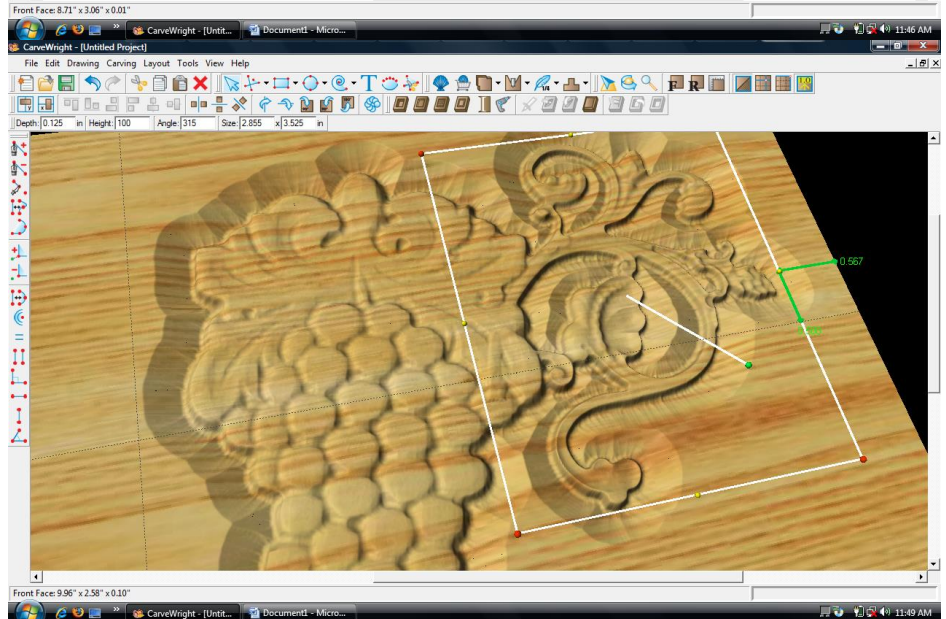 Front Face: 8.71" x 3.06" x 0.01"
» CarveWright - [Untit... Document1 - Micro... 11:46 AM
CarveWright - [Untitled Project]
File Edit Drawing Carving Layout Tools View Help
Depth: 0.125 in Height: 100 Angle: 315 Size: 2.855 x 3.525 in
0.567
Front Face: 9.96" x 2.58" x 0.10"
» CarveWright - [Untit... Document1 - Micro... 11:49 AM